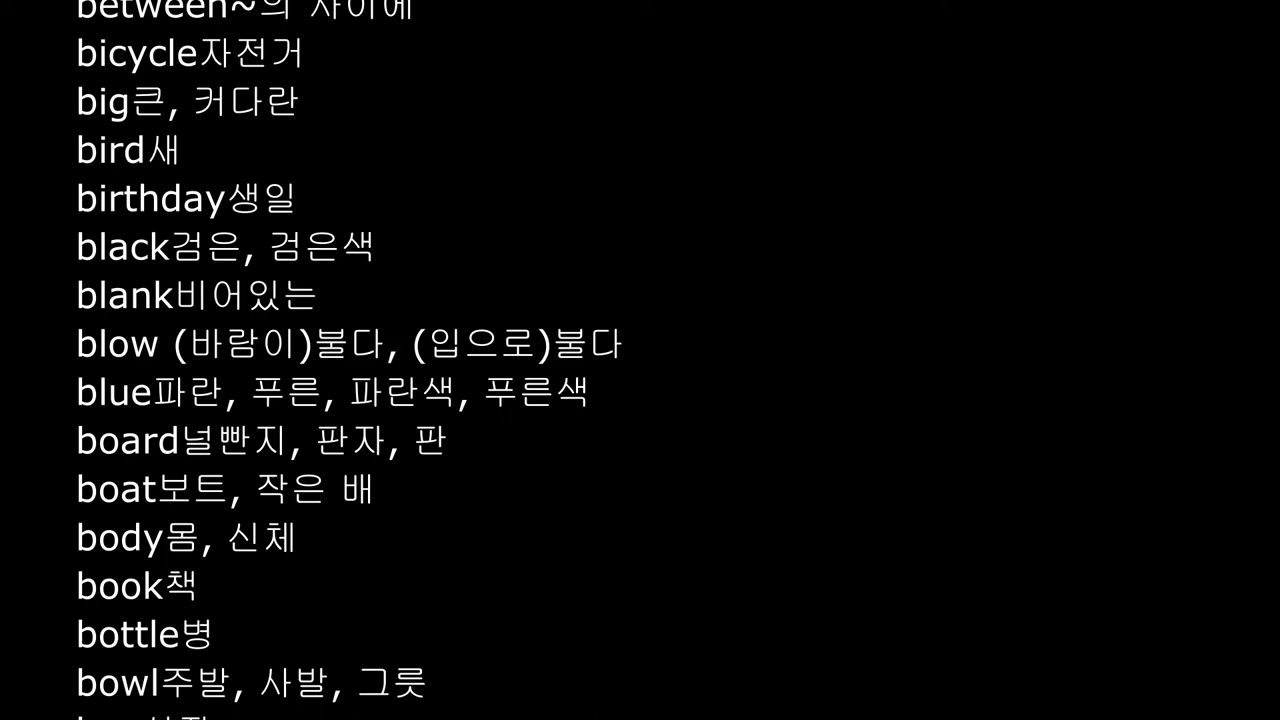 between~의 사이에
bicycle자전거
big큰, 커다란
bird새
birthday생일
black검은, 검은색
blank비어있는
blow (바람이)불다, (입으로)불다
blue파란, 푸른, 파란색, 푸른색
board널빤지, 판자, 판
boat보트, 작은 배
body몸, 신체
book책
bottle병
bowl주발, 사발, 그릇